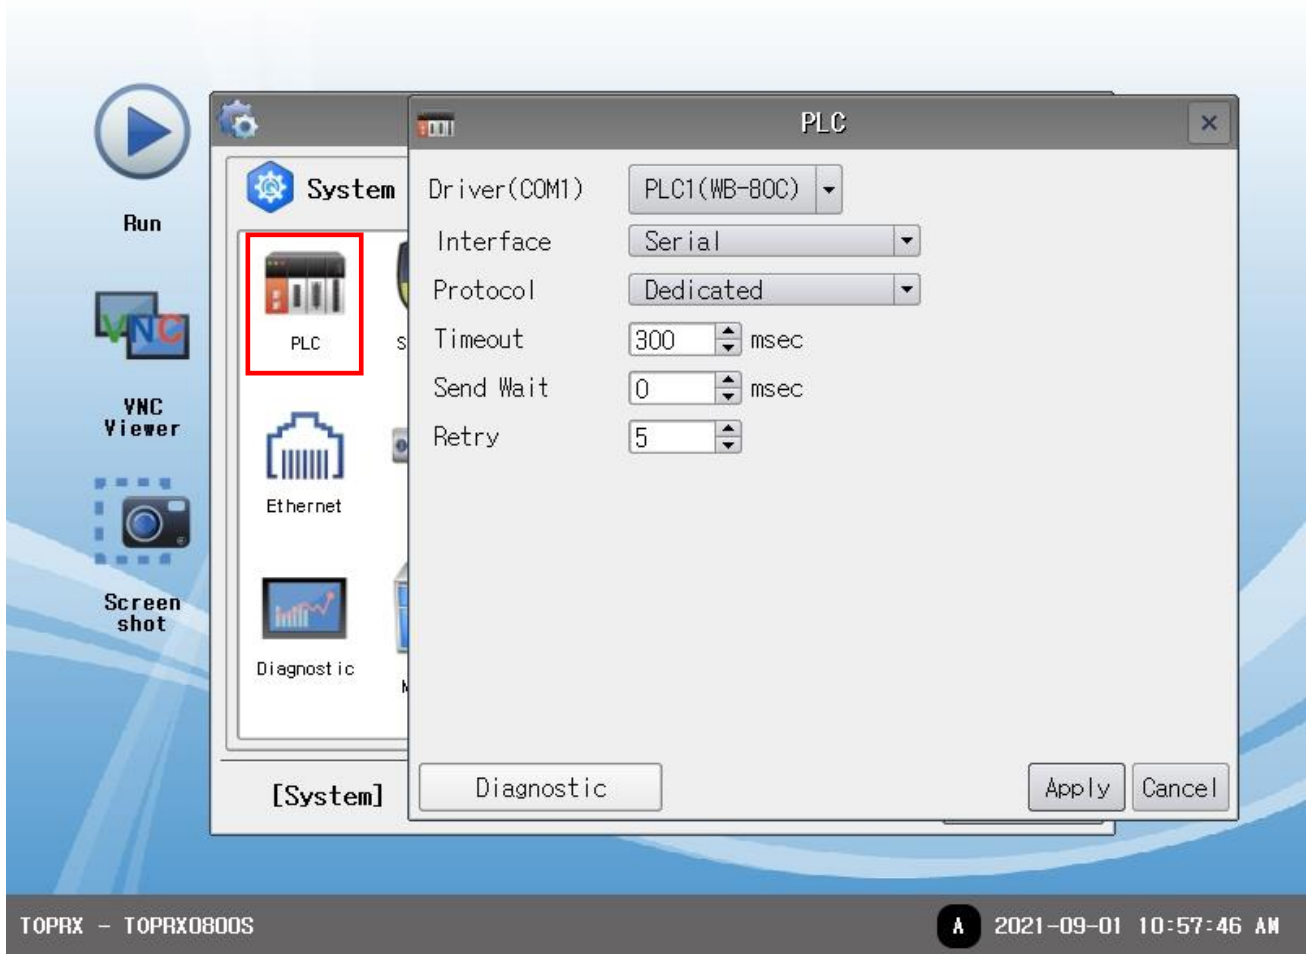 PLC
System
Driver(COM1)
PLC1(WB-80C)
Run
Interface
Serial
Protocol
Dedicated
VNC
PLC
S
Timeout
300
msec
VNC
Viewer
Send Wait
0
msec
Retry
5
Ethernet
Screen
shot
Diagnostic
M
[System]
Diagnostic
Apply
Cancel
TOPRX - TOPRX0800S
A
2021-09-01 10:57:46 AM